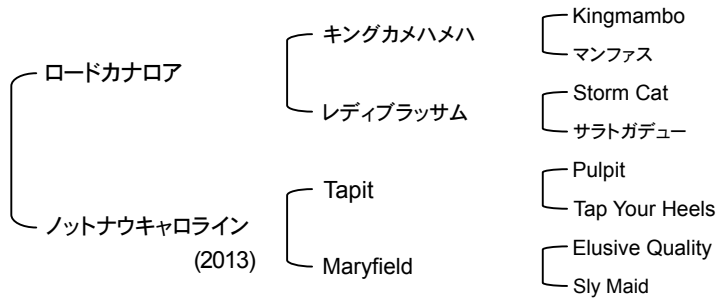 ロードカナロア
キングカメハメハ
Kingmambo
マンファス
レディブラッサム
Storm Cat
サラトガデュー
ノットナウキャロライン
(2013)
Tapit
Pulpit
Tap Your Heels
Maryfield
Elusive Quality
Sly Maid